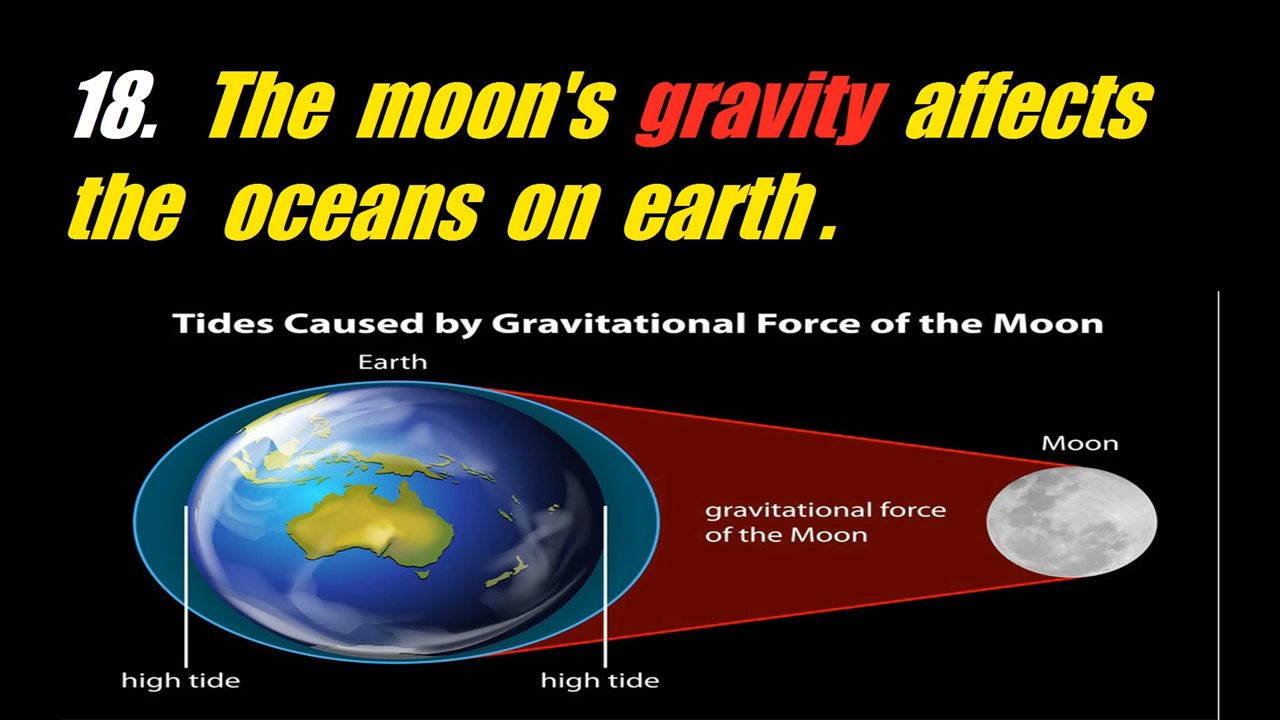 18. The moon's gravity affects
the oceans on earth .
Tides Caused by Gravitational Force of the Moon
Earth
Moon
gravitational force
of the Moon
high tide
high tide